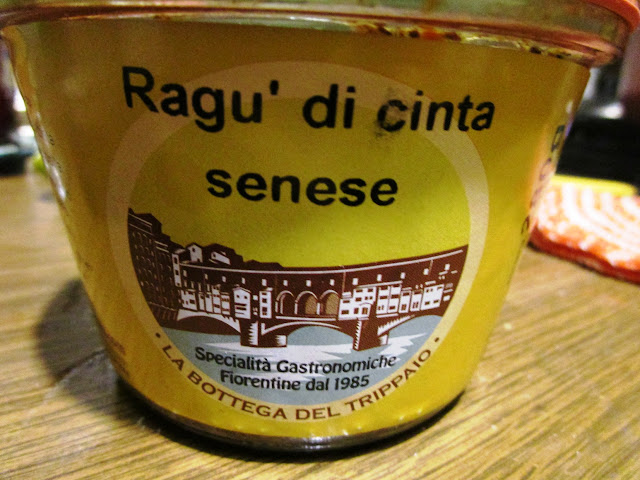 Ragu' di cinta
senese
Specialità Gastronomiche
Fiorentine dal 1985
• LA BOTTEGA DEL TRIPPAIO •